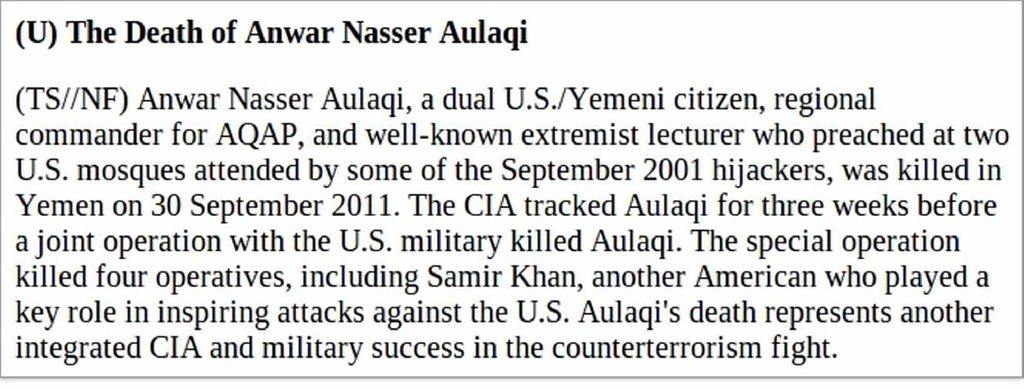 (U) The Death of Anwar Nasser Aulaqi
(TS//NF) Anwar Nasser Aulaqi, a dual U.S./Yemeni citizen, regional
commander for AQAP, and well-known extremist lecturer who preached at two
U.S. mosques attended by some of the September 2001 hijackers, was killed in
Yemen on 30 September 2011. The CIA tracked Aulaqi for three weeks before
a joint operation with the U.S. military killed Aulaqi. The special operation
killed four operatives, including Samir Khan, another American who played a
key role in inspiring attacks against the U.S. Aulaqi's death represents another
integrated CIA and military success in the counterterrorism fight.